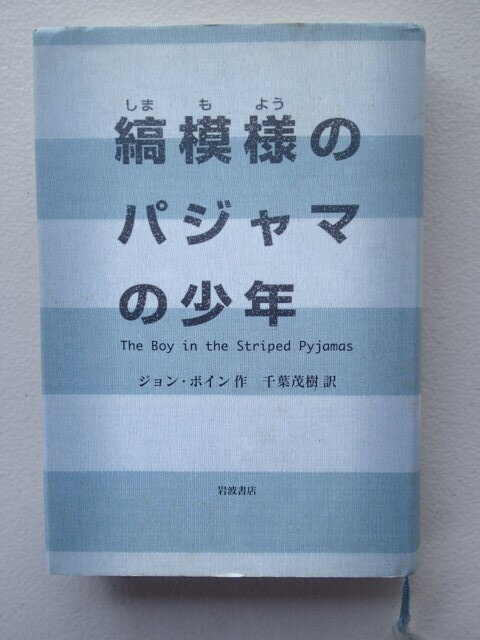 しま も よう
縞模様の
パジャマ
の少年
The Boy in the Striped Pyjamas
ジョン・ボイン 作 千葉茂樹 訳
岩波書店